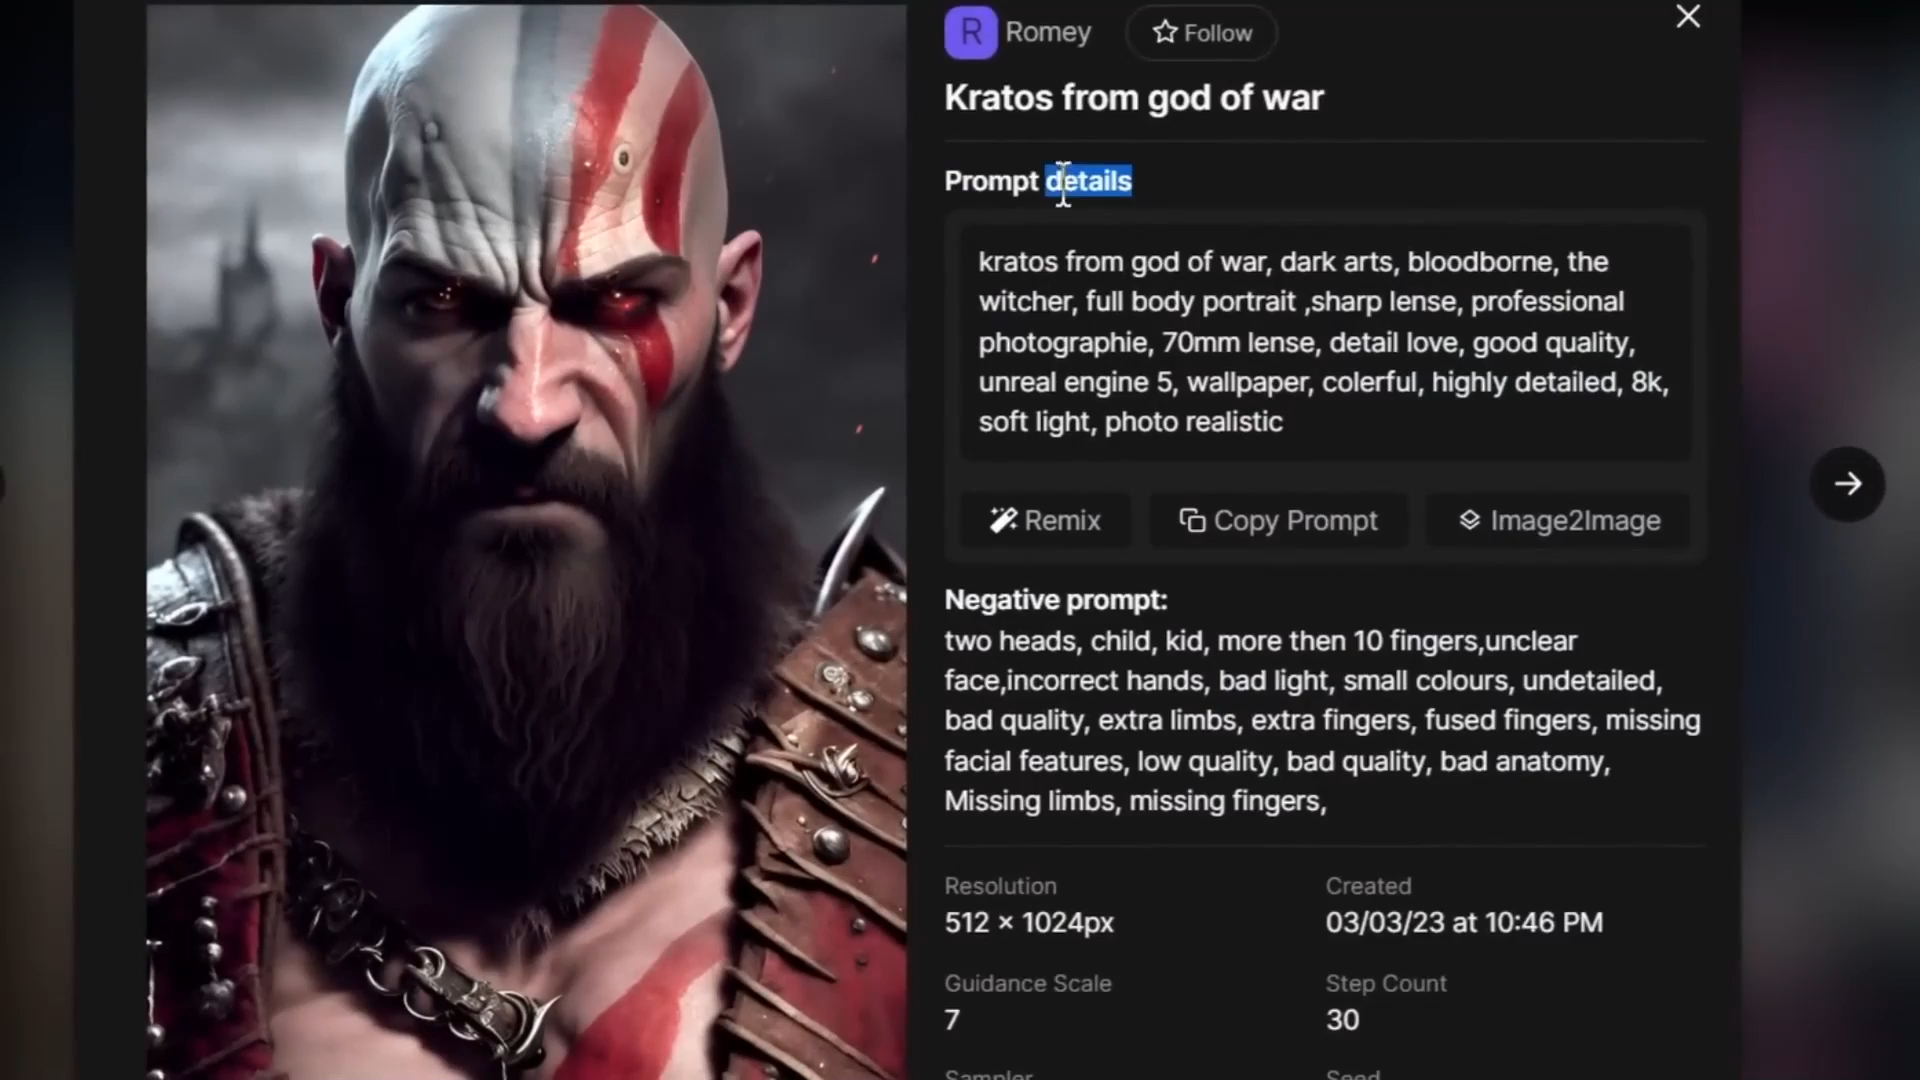 R Romey Follow
Kratos from god of war
Prompt details
kratos from god of war, dark arts, bloodborne, the
witcher, full body portrait ,sharp lense, professional
photographie, 70mm lense, detail love, good quality,
unreal engine 5, wallpaper, colerful, highly detailed, 8k,
soft light, photo realistic
Remix Copy Prompt Image2Image
Negative prompt:
two heads, child, kid, more then 10 fingers,unclear
face,incorrect hands, bad light, small colours, undetailed,
bad quality, extra limbs, extra fingers, fused fingers, missing
facial features, low quality, bad quality, bad anatomy,
Missing limbs, missing fingers,
Resolution Created
512 × 1024px 03/03/23 at 10:46 PM
Guidance Scale Step Count
7 30
Sampler Seed